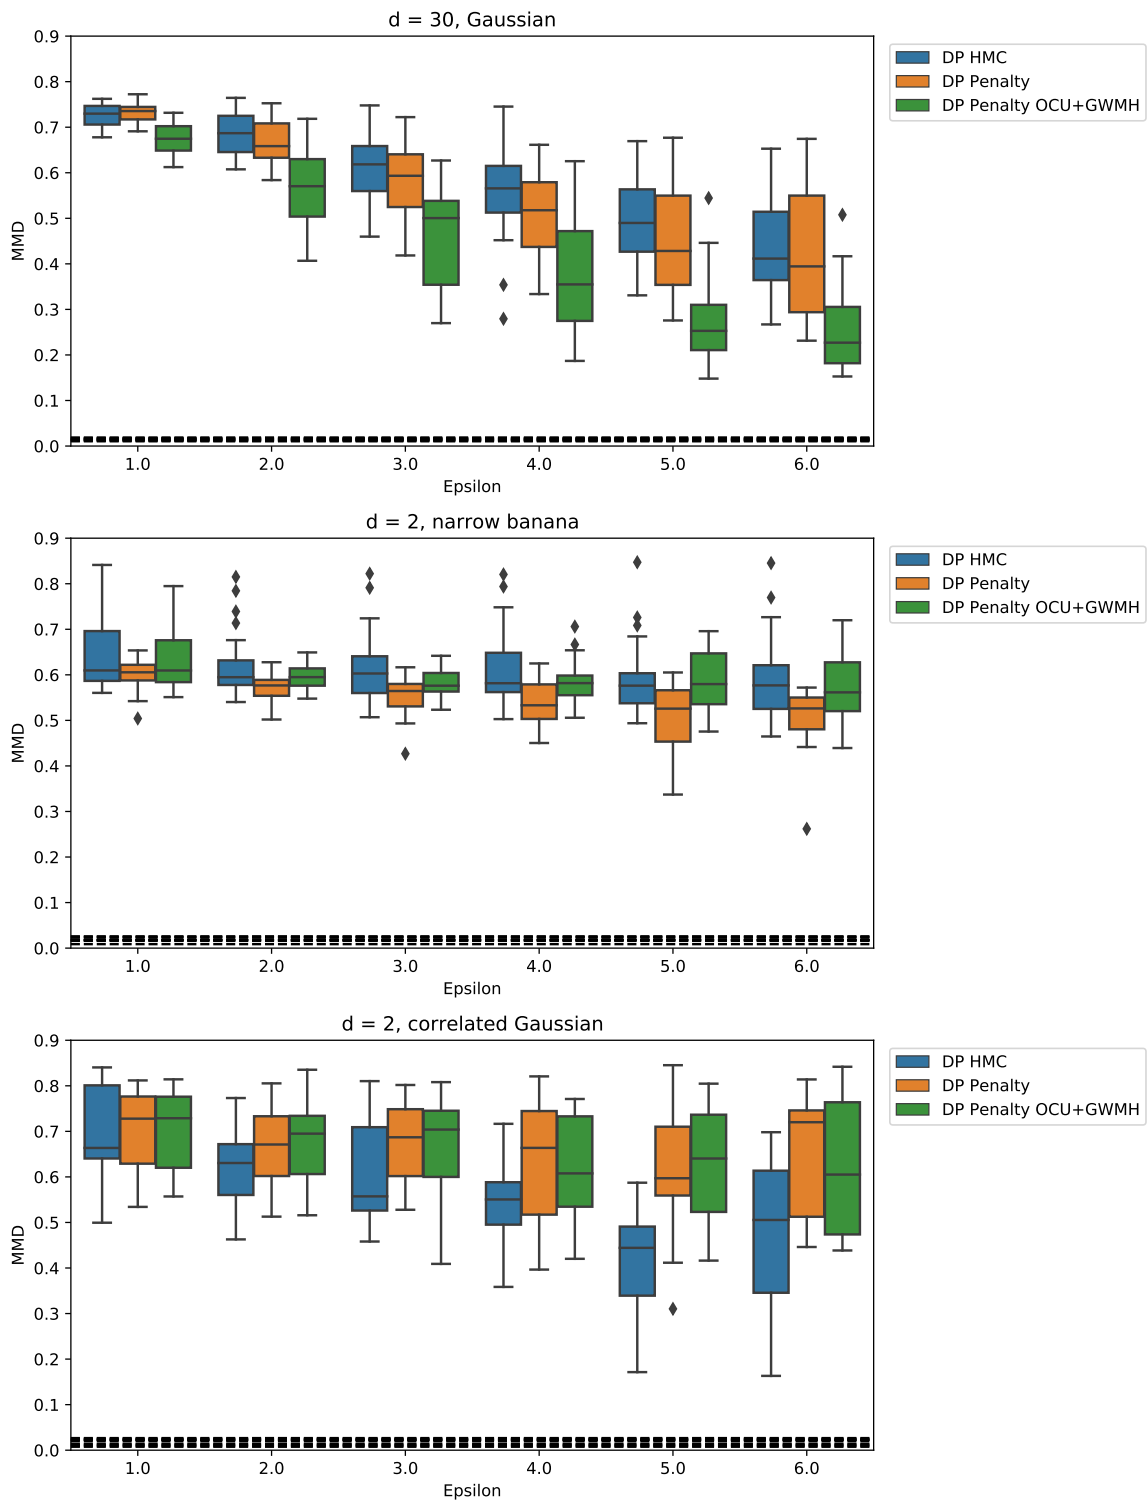 d = 30, Gaussian
0.9
0.8
0.7
0.6
0.5
0.4
0.3
0.2
0.1
0.0
MMD
1.0 2.0 3.0 4.0 5.0 6.0
Epsilon
DP HMC
DP Penalty
DP Penalty OCU+GWMH
d = 2, narrow banana
0.9
0.8
0.7
0.6
0.5
0.4
0.3
0.2
0.1
0.0
MMD
1.0 2.0 3.0 4.0 5.0 6.0
Epsilon
DP HMC
DP Penalty
DP Penalty OCU+GWMH
d = 2, correlated Gaussian
0.9
0.8
0.7
0.6
0.5
0.4
0.3
0.2
0.1
0.0
MMD
1.0 2.0 3.0 4.0 5.0 6.0
Epsilon
DP HMC
DP Penalty
DP Penalty OCU+GWMH